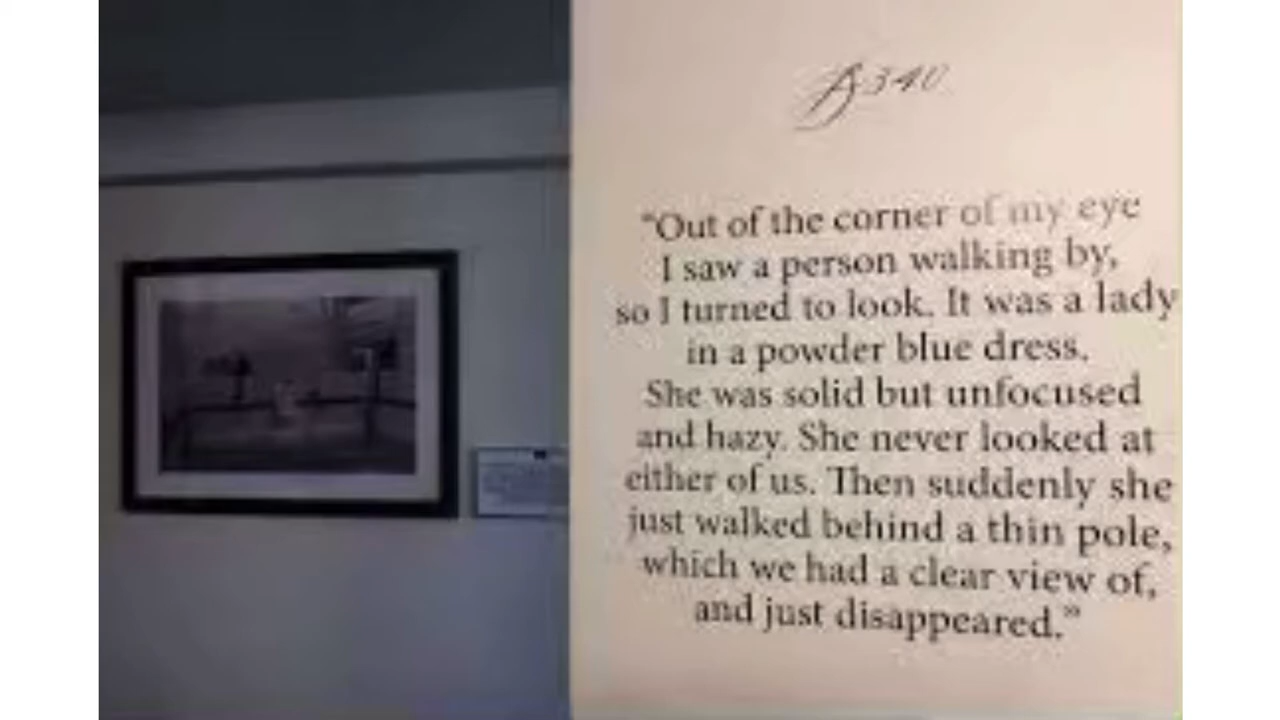 B340
“Out of the corner of my eye
I saw a person walking by,
so I turned to look. It was a lady
in a powder blue dress.
She was solid but unfocused
and hazy. She never looked at
either of us. Then suddenly she
just walked behind a thin pole,
which we had a clear view of,
and just disappeared.”